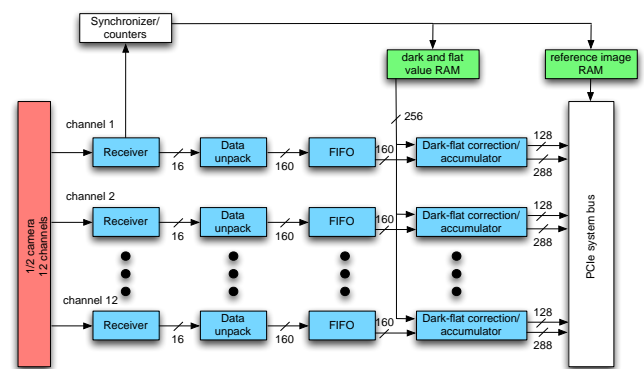 Synchronizer/
counters
dark and flat
value RAM
reference image
RAM
256
channel 1
Receiver
16
Data
unpack
160
FIFO
160
Dark-flat correction/
accumulator
128
288
channel 2
Receiver
16
Data
unpack
160
FIFO
160
Dark-flat correction/
accumulator
128
288
channel 12
Receiver
16
Data
unpack
160
FIFO
160
Dark-flat correction/
accumulator
128
288
1/2 camera
12 channels
PCIe system bus